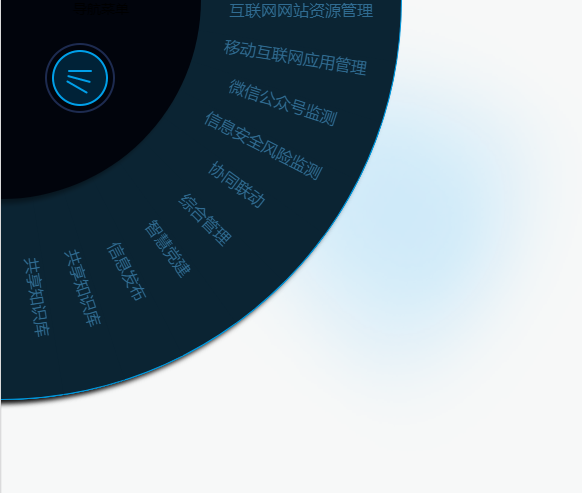 互联网网站资源管理
移动互联网应用管理
微信公众号监测
信息安全风险监测
协同联动
综合管理
智慧党建
信息发布
共享知识库
共享知识库